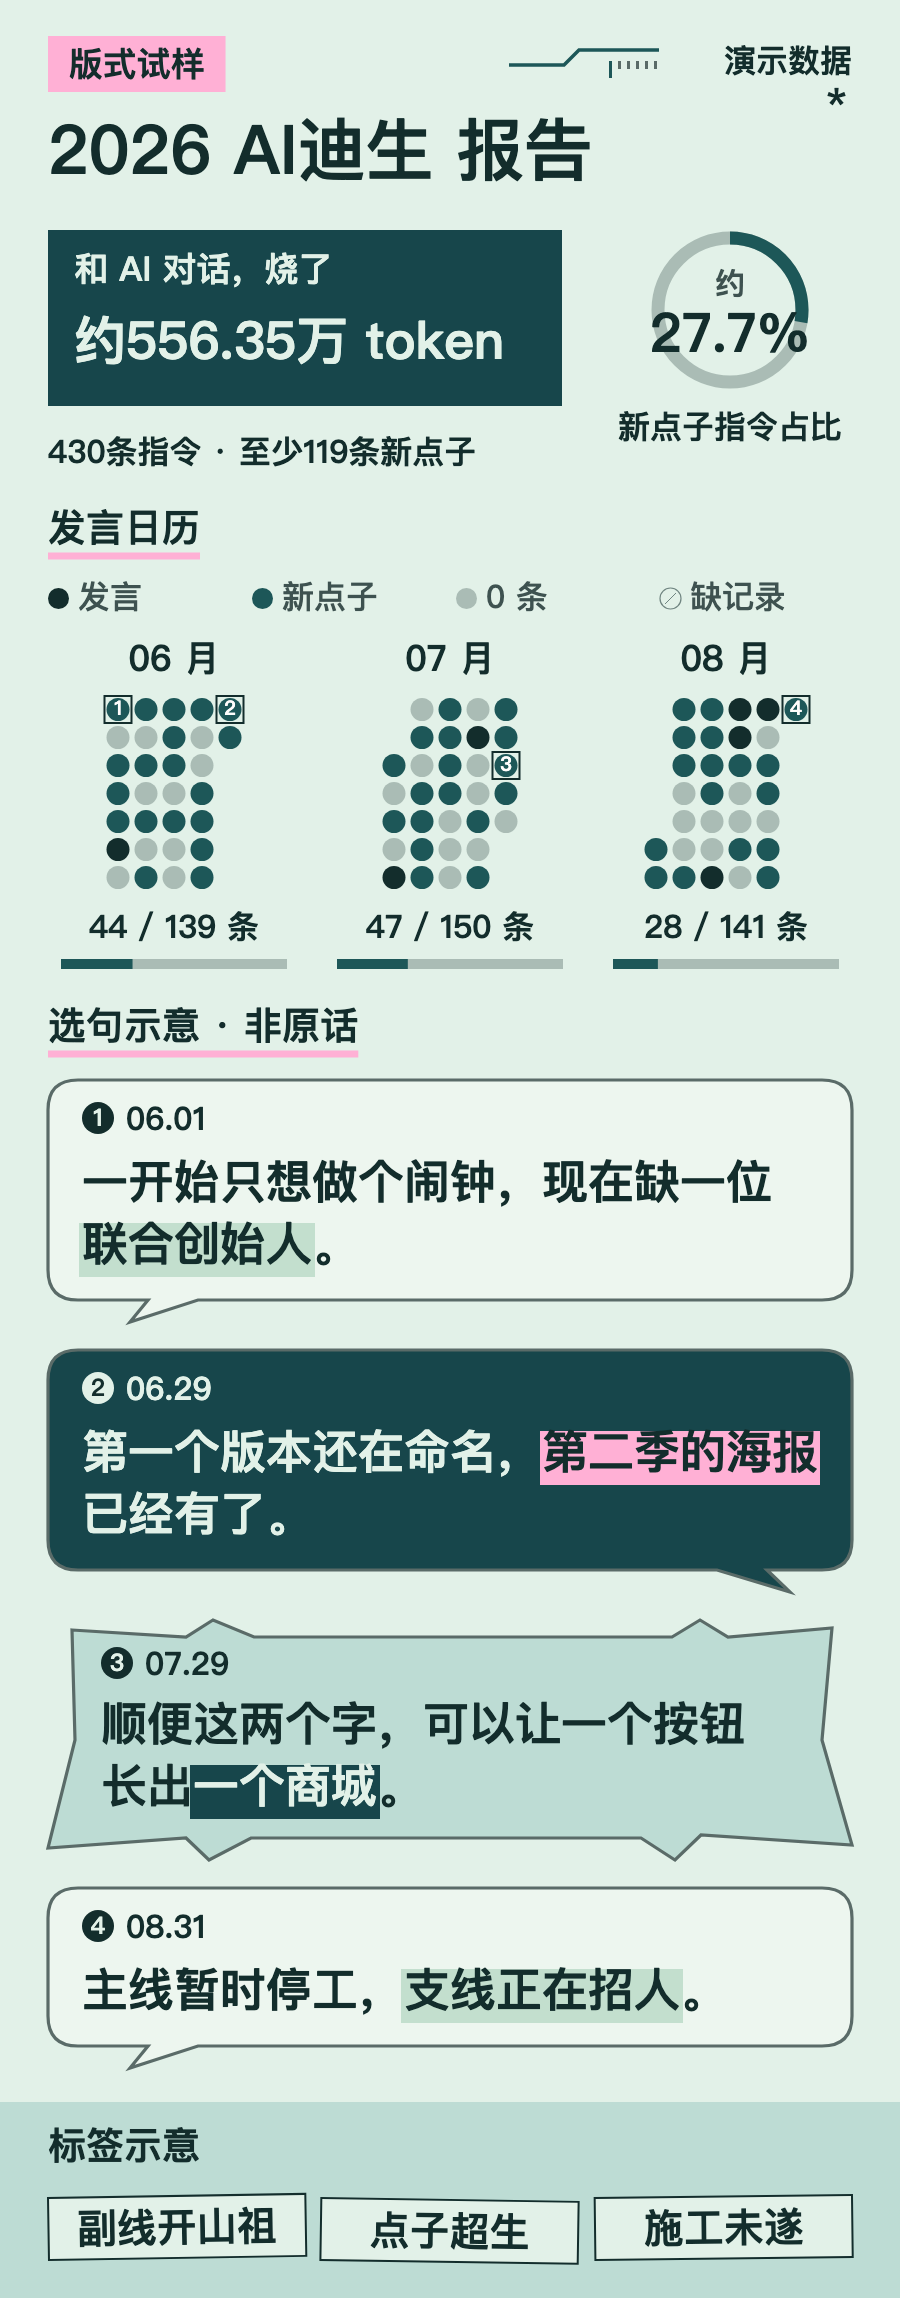 版式试样
演示数据
*
2026 AI迪生 报告
和 AI 对话，烧了
约556.35万 token
约
27.7%
新点子指令占比
430条指令 · 至少119条新点子
发言日历
发言
新点子
0 条
缺记录
06 月
07 月
08 月
1
2
3
4
44 / 139 条
47 / 150 条
28 / 141 条
选句示意 · 非原话
1 06.01
一开始只想做个闹钟，现在缺一位
联合创始人。
2 06.29
第一个版本还在命名，第二季的海报
已经有了。
3 07.29
顺便这两个字，可以让一个按钮
长出一个商城。
4 08.31
主线暂时停工，支线正在招人。
标签示意
副线开山祖
点子超生
施工未遂